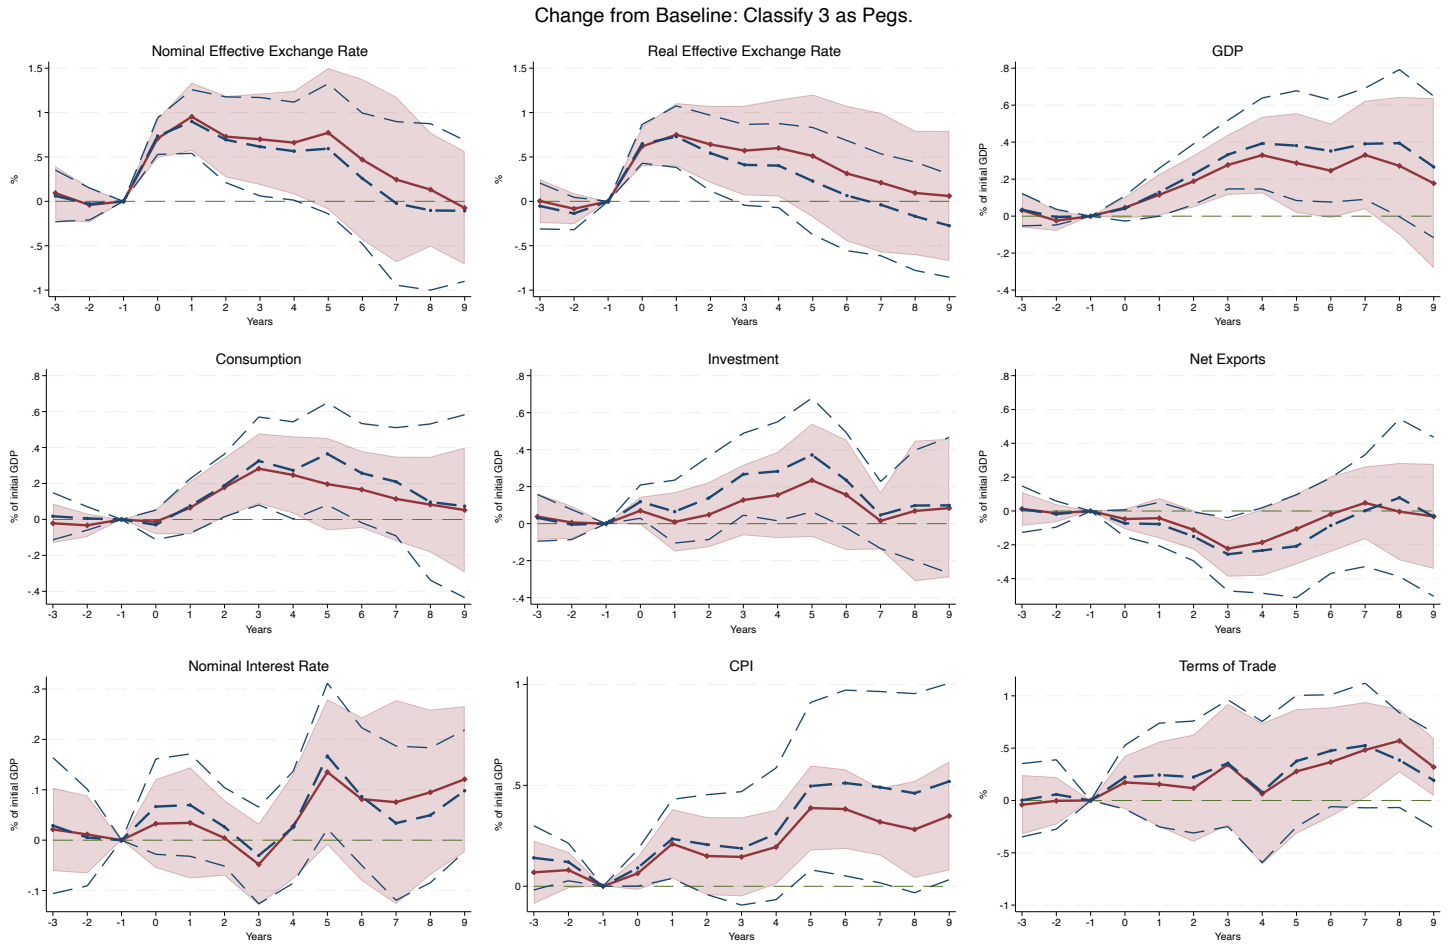 Change from Baseline: Classify 3 as Pegs.
Nominal Effective Exchange Rate
%
1.5
1
.5
0
-.5
-1
-3 -2 -1 0 1 2 3 4 5 6 7 8 9
Years
Real Effective Exchange Rate
1.5
1
.5
0
-.5
-1
-3 -2 -1 0 1 2 3 4 5 6 7 8 9
Years
GDP
% of initial GDP
.8
.6
.4
.2
0
-.2
-.4
-3 -2 -1 0 1 2 3 4 5 6 7 8 9
Years
Consumption
% of initial GDP
.8
.6
.4
.2
0
-.2
-.4
-3 -2 -1 0 1 2 3 4 5 6 7 8 9
Years
Investment
% of initial GDP
.8
.6
.4
.2
0
-.2
-.4
-3 -2 -1 0 1 2 3 4 5 6 7 8 9
Years
Net Exports
% of initial GDP
.8
.6
.4
.2
0
-.2
-.4
-3 -2 -1 0 1 2 3 4 5 6 7 8 9
Years
Nominal Interest Rate
% of initial GDP
.3
.2
.1
0
-.1
-3 -2 -1 0 1 2 3 4 5 6 7 8 9
Years
CPI
% of initial GDP
1
.5
0
-3 -2 -1 0 1 2 3 4 5 6 7 8 9
Years
Terms of Trade
%
1
.5
0
-.5
-1
-3 -2 -1 0 1 2 3 4 5 6 7 8 9
Years